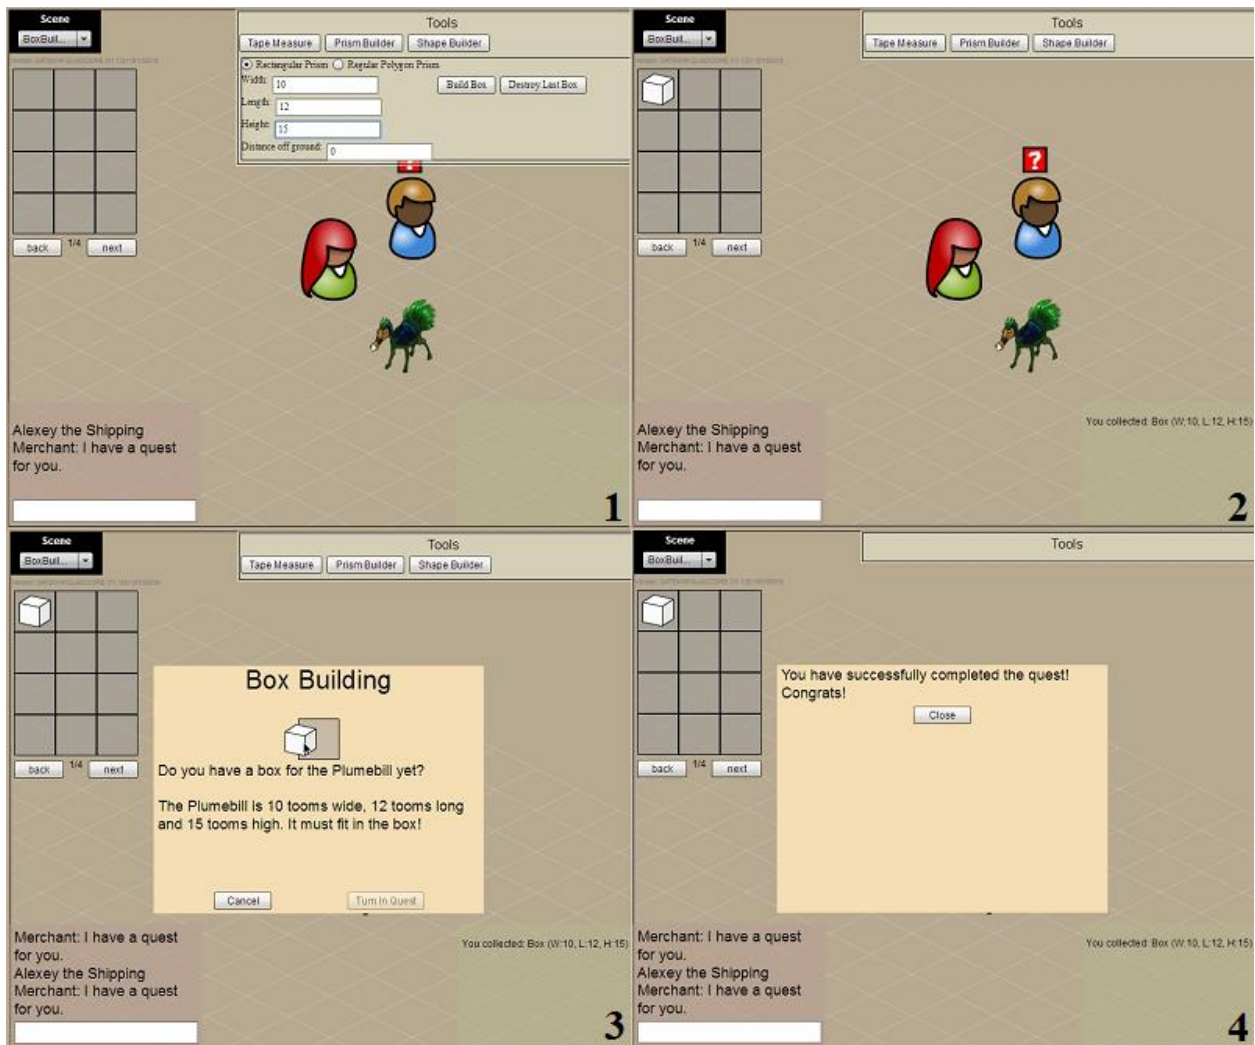 Scene
BoxBuil...
Tools
Tape Measure Prism Builder Shape Builder
Rectangular Prism Regular Polygon Prism
Width: 10
Build Box Destroy Last Box
Length: 12
Height: 15
Distance off ground: 0
back 1/4 next
Alexey the Shipping
Merchant: I have a quest
for you.
1
Scene
BoxBuil...
Tools
Tape Measure Prism Builder Shape Builder
?
back 1/4 next
You collected: Box (W:10, L:12, H:15)
Alexey the Shipping
Merchant: I have a quest
for you.
2
Scene
BoxBuil...
Tools
Tape Measure Prism Builder Shape Builder
Box Building
Do you have a box for the Plumebill yet?
The Plumebill is 10 tooms wide, 12 tooms long
and 15 tooms high. It must fit in the box!
back 1/4 next
Cancel Turn In Quest
Merchant: I have a quest
for you.
Alexey the Shipping
Merchant: I have a quest
for you.
You collected: Box (W:10, L:12, H:15)
3
Scene
BoxBuil...
Tools
You have successfully completed the quest!
Congrats!
Close
back 1/4 next
Merchant: I have a quest
for you.
Alexey the Shipping
Merchant: I have a quest
for you.
You collected: Box (W:10, L:12, H:15)
4